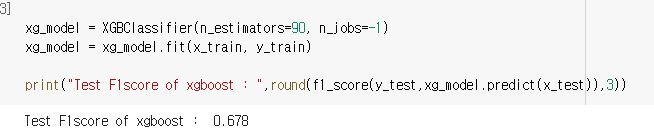 3]
xg_model = XGBClassifier(n_estimators=90, n_jobs=-1)
xg_model = xg_model.fit(x_train, y_train)
print("Test F1score of xgboost : ",round(f1_score(y_test,xg_model.predict(x_test)),3))
Test F1score of xgboost :  0.678